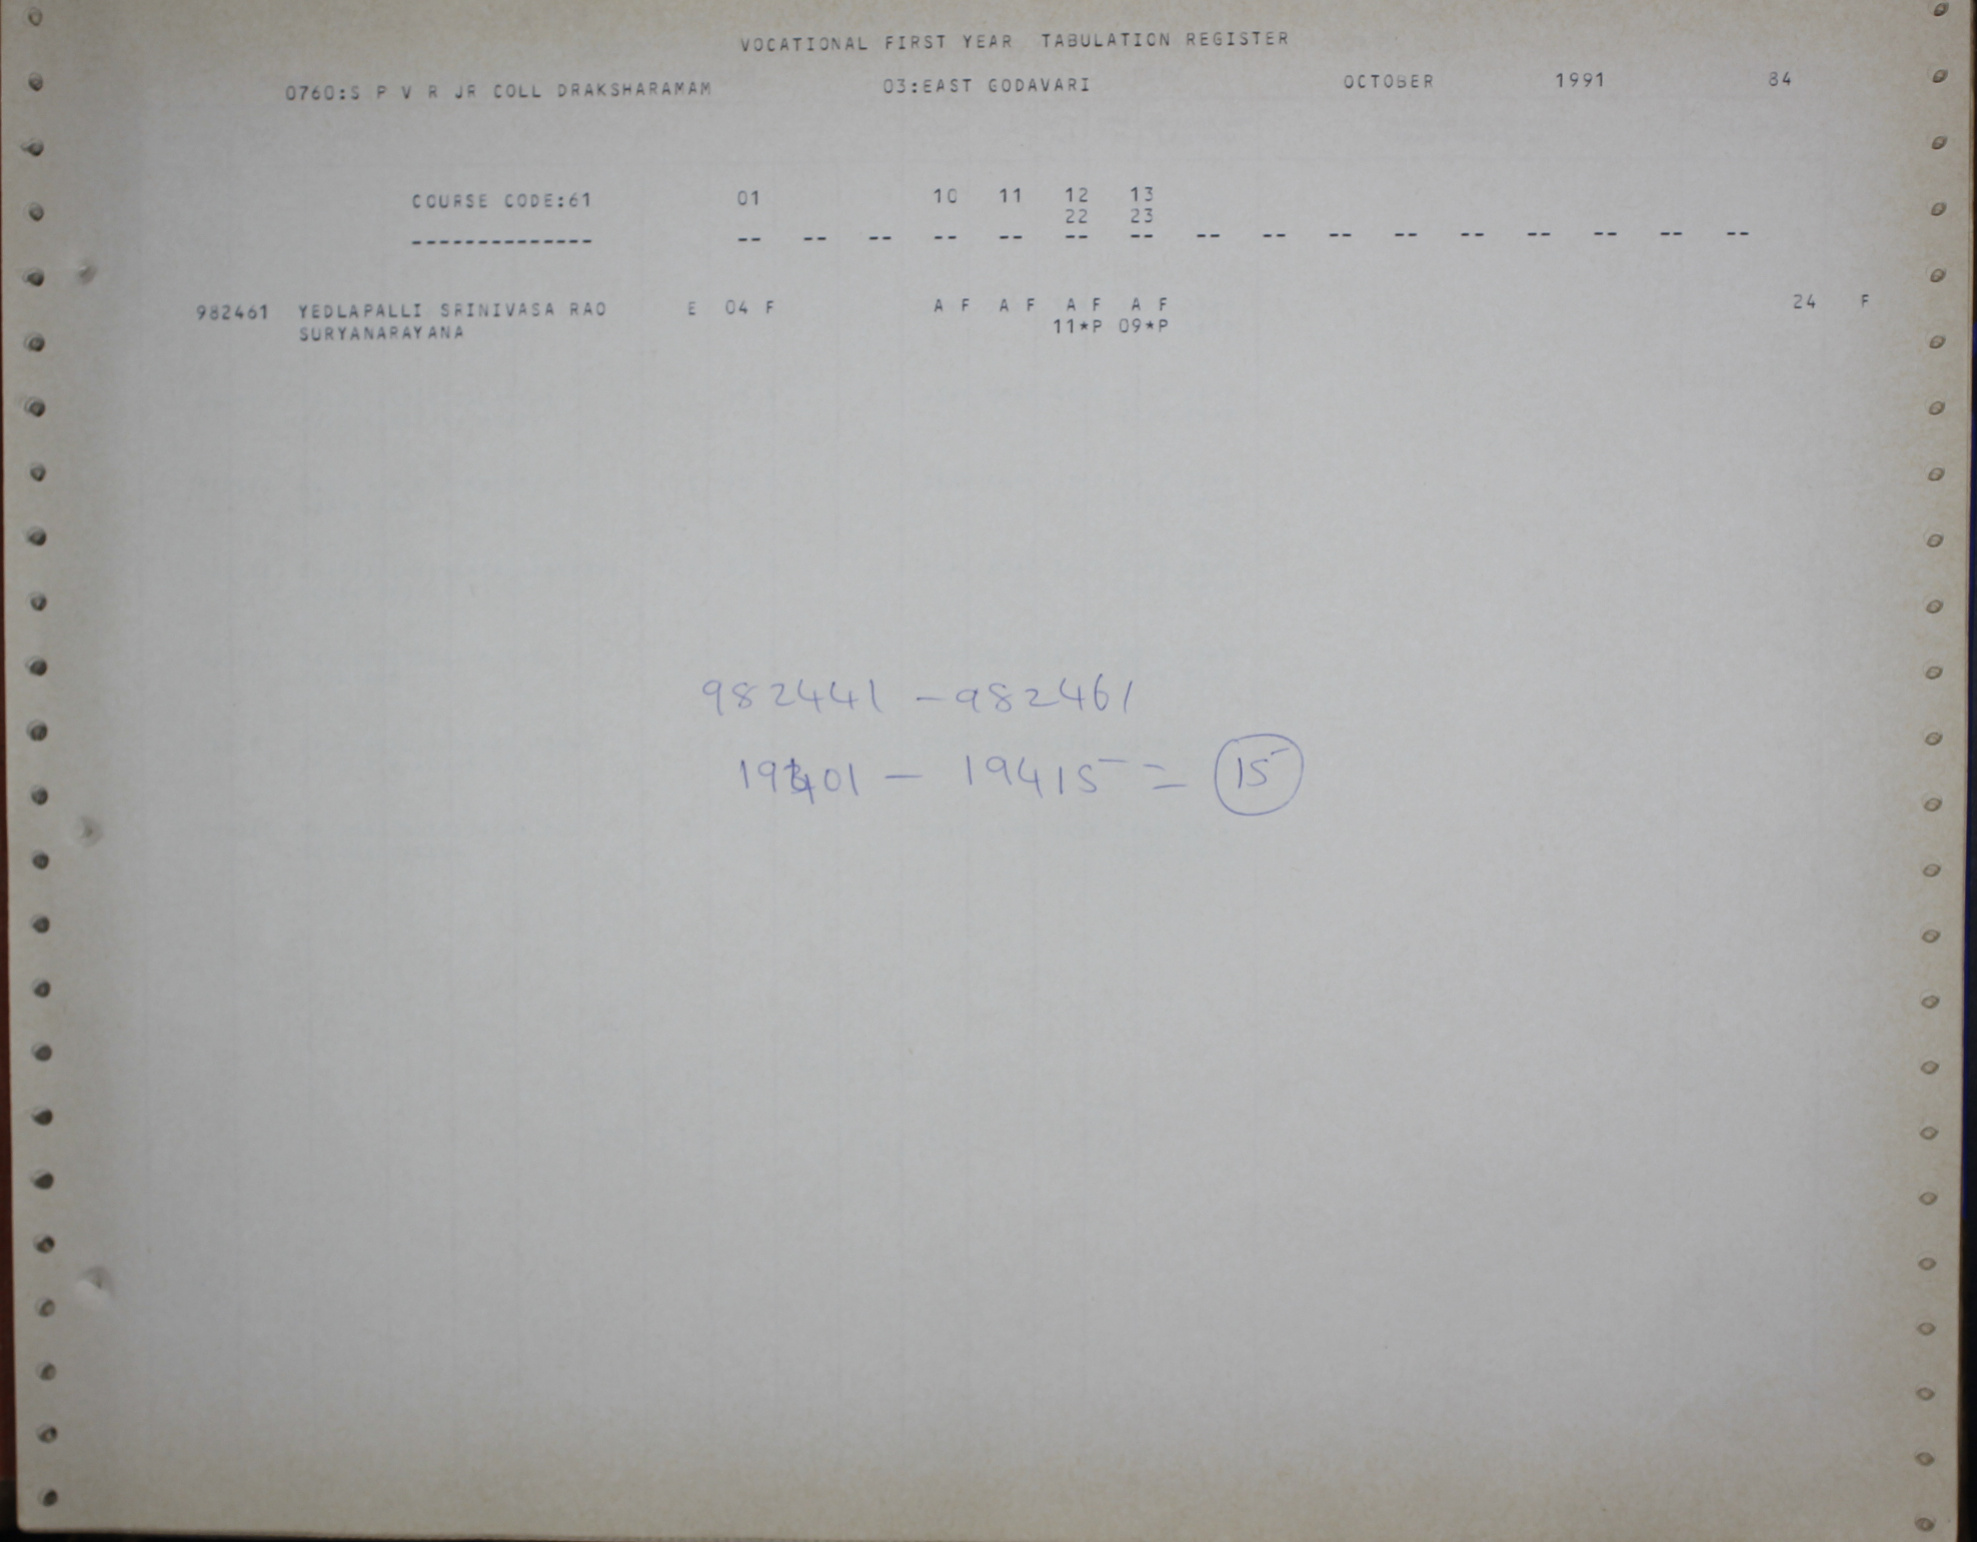 VOCATIONAL FIRST YEAR TABULATION REGISTER
0760:S P V R JR COLL DRAKSHARAMAM 03:EAST GODAVARI OCTOBER 1991 84
COURSE CODE:61 01 10 11 12 13
22 23
-------------- -- -- -- -- -- -- -- -- -- -- -- -- -- -- -- --
982461 YEDLAPALLI SRINIVASA RAO E 04 F A F A F A F A F 24 F
SURYANARAYANA 11*P 09*P
982441 - 982461
19401 - 19415 = 15